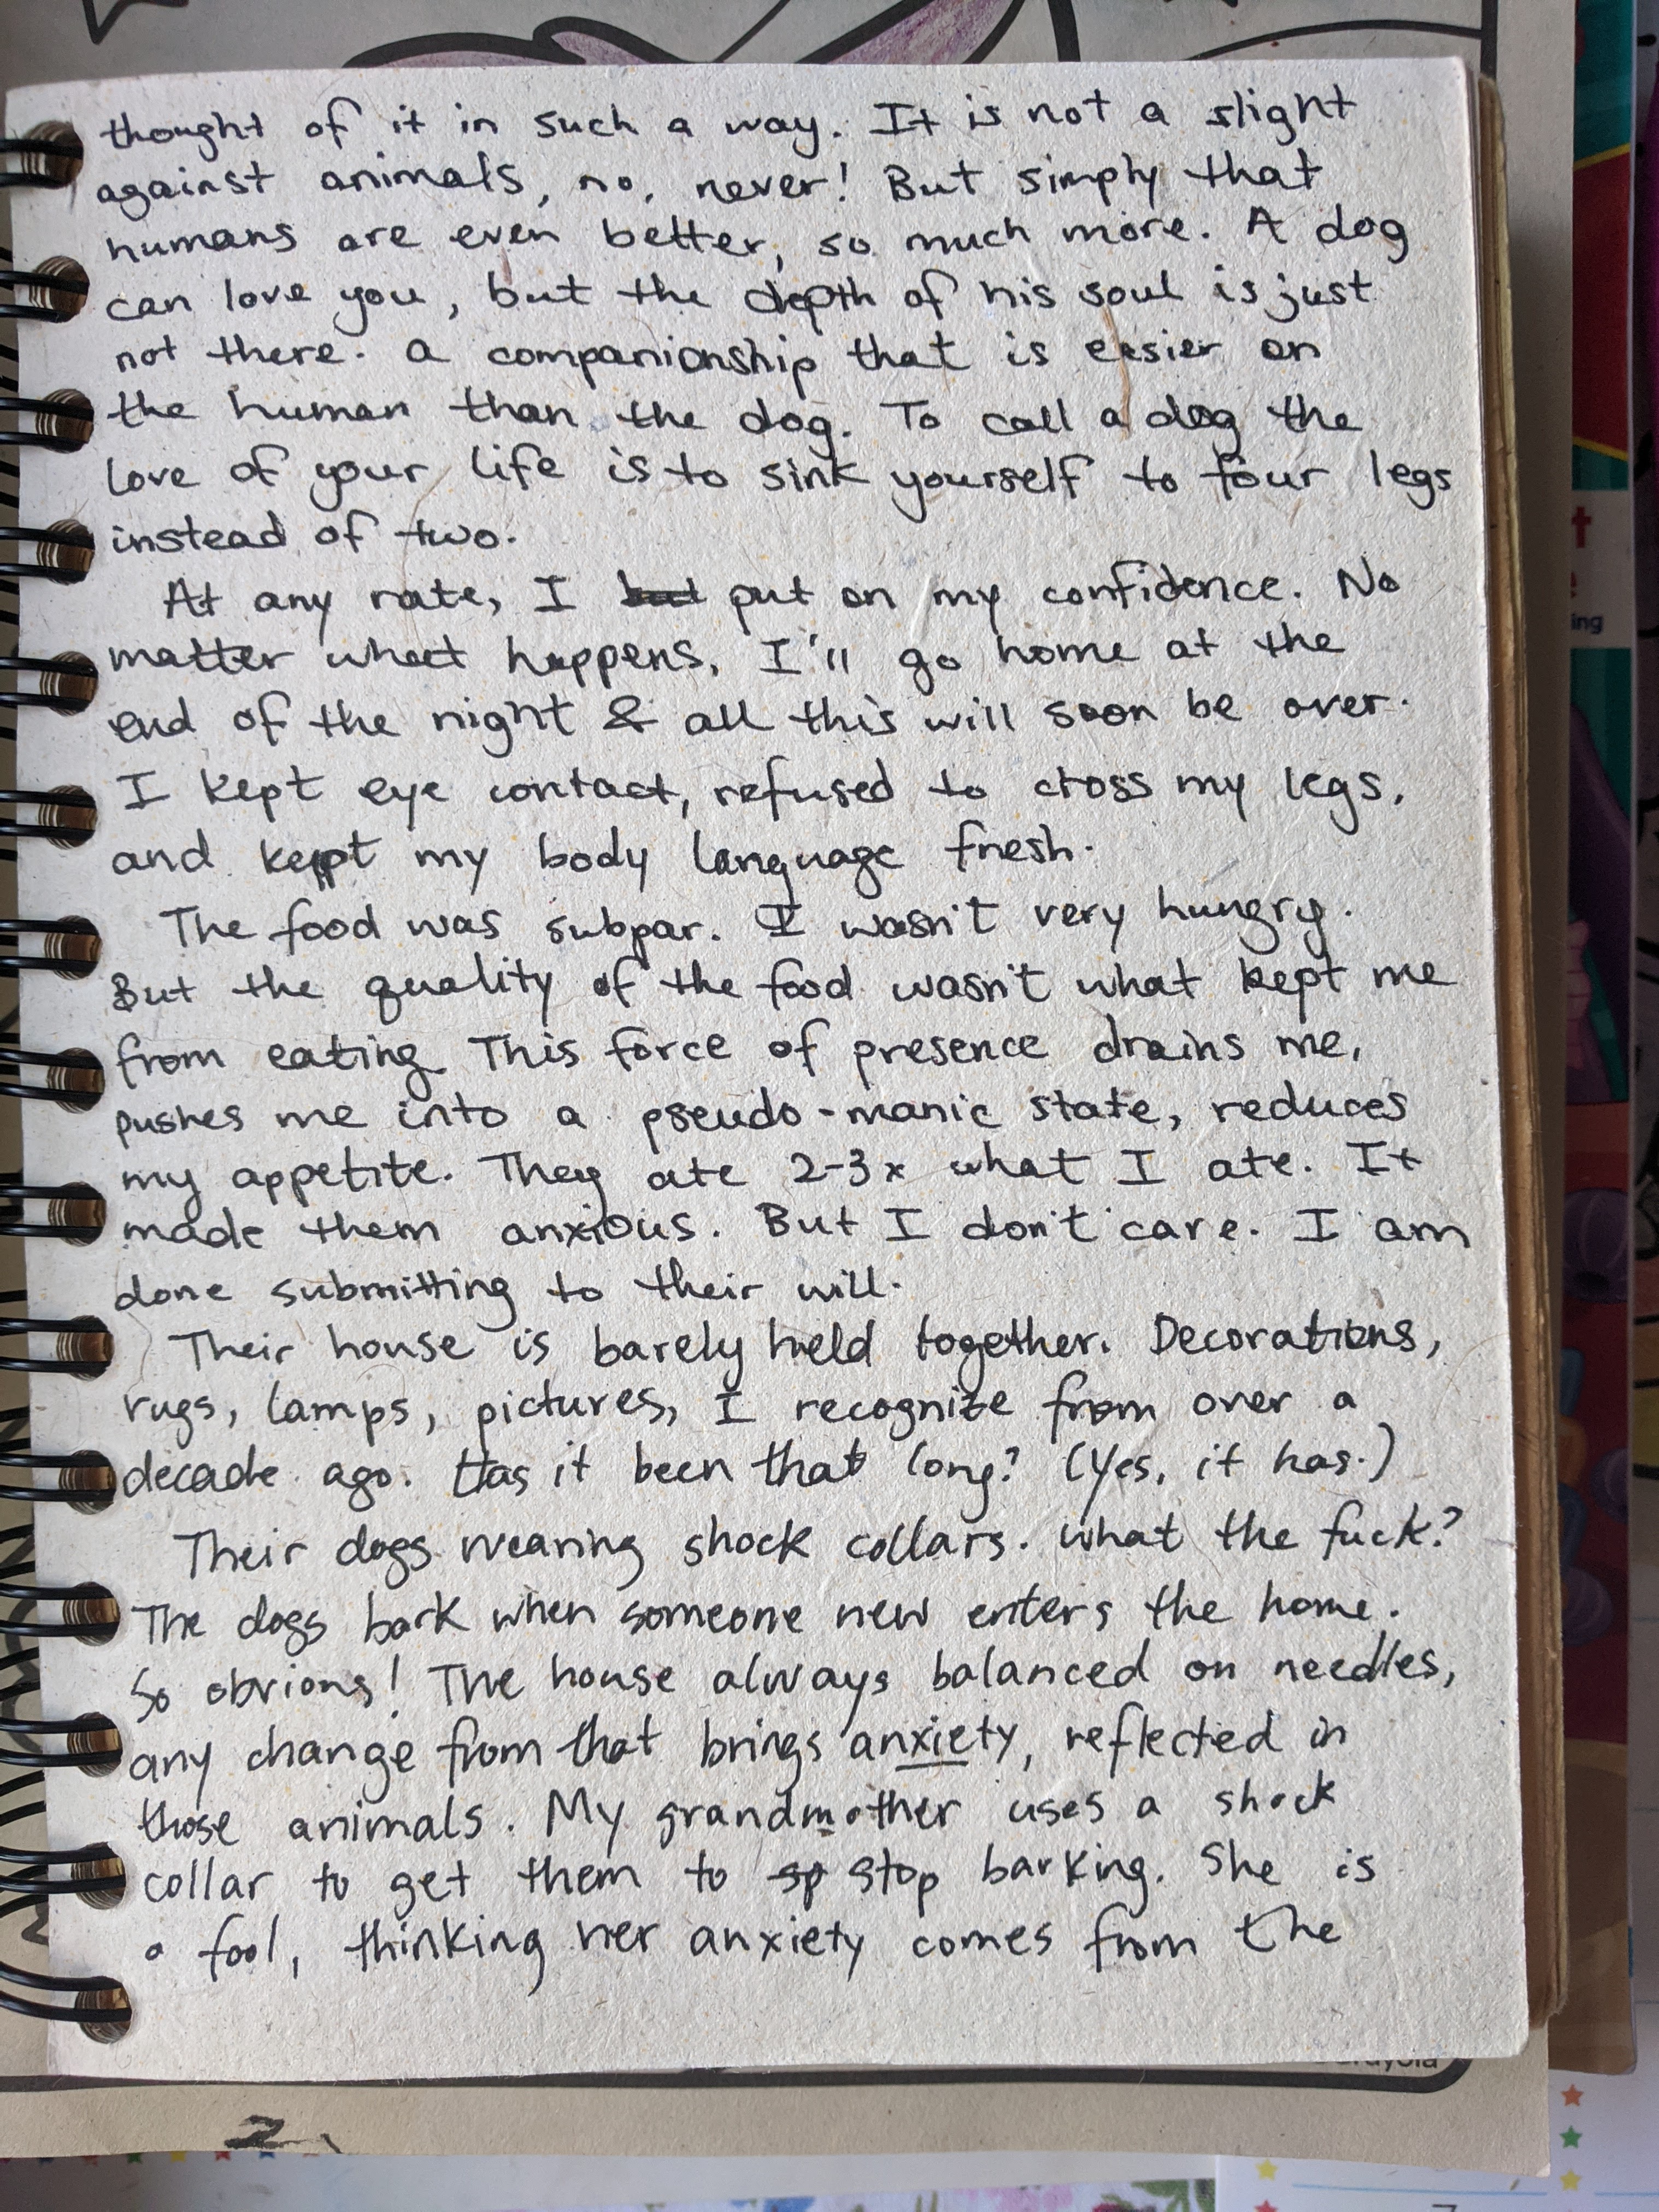 thought of it in such a way. It is not a slight
against animals, no, never! But simply that
humans are even better, so much more. A dog
can love you, but the depth of his soul is just
not there. a companionship that is easier on
the human than the dog. To call a dog the
love of your life is to sink yourself to four legs
instead of two.
At any rate, I but put on my confidence. No
matter what happens, I'll go home at the
end of the night & all this will soon be over.
I kept eye contact, refused to cross my legs,
and kept my body language fresh.
The food was subpar. I wasn't very hungry.
But the quality of the food wasn't what kept me
from eating This force of presence drains me,
pushes me into a pseudo-manic state, reduces
my appetite. They ate 2-3x what I ate. It
made them anxious. But I don't care. I am
done submitting to their will.
Their house is barely held together. Decorations,
rugs, lamps, pictures, I recognize from over a
decade ago. Has it been that long? (Yes, it has.)
Their dogs wearing shock collars. What the fuck?
The dogs bark when someone new enters the home.
So obvious! The house always balanced on needles,
any change from that brings anxiety, reflected in
those animals. My grandmother uses a shock
collar to get them to sp stop barking. She is
a fool, thinking her anxiety comes from the
2
ing